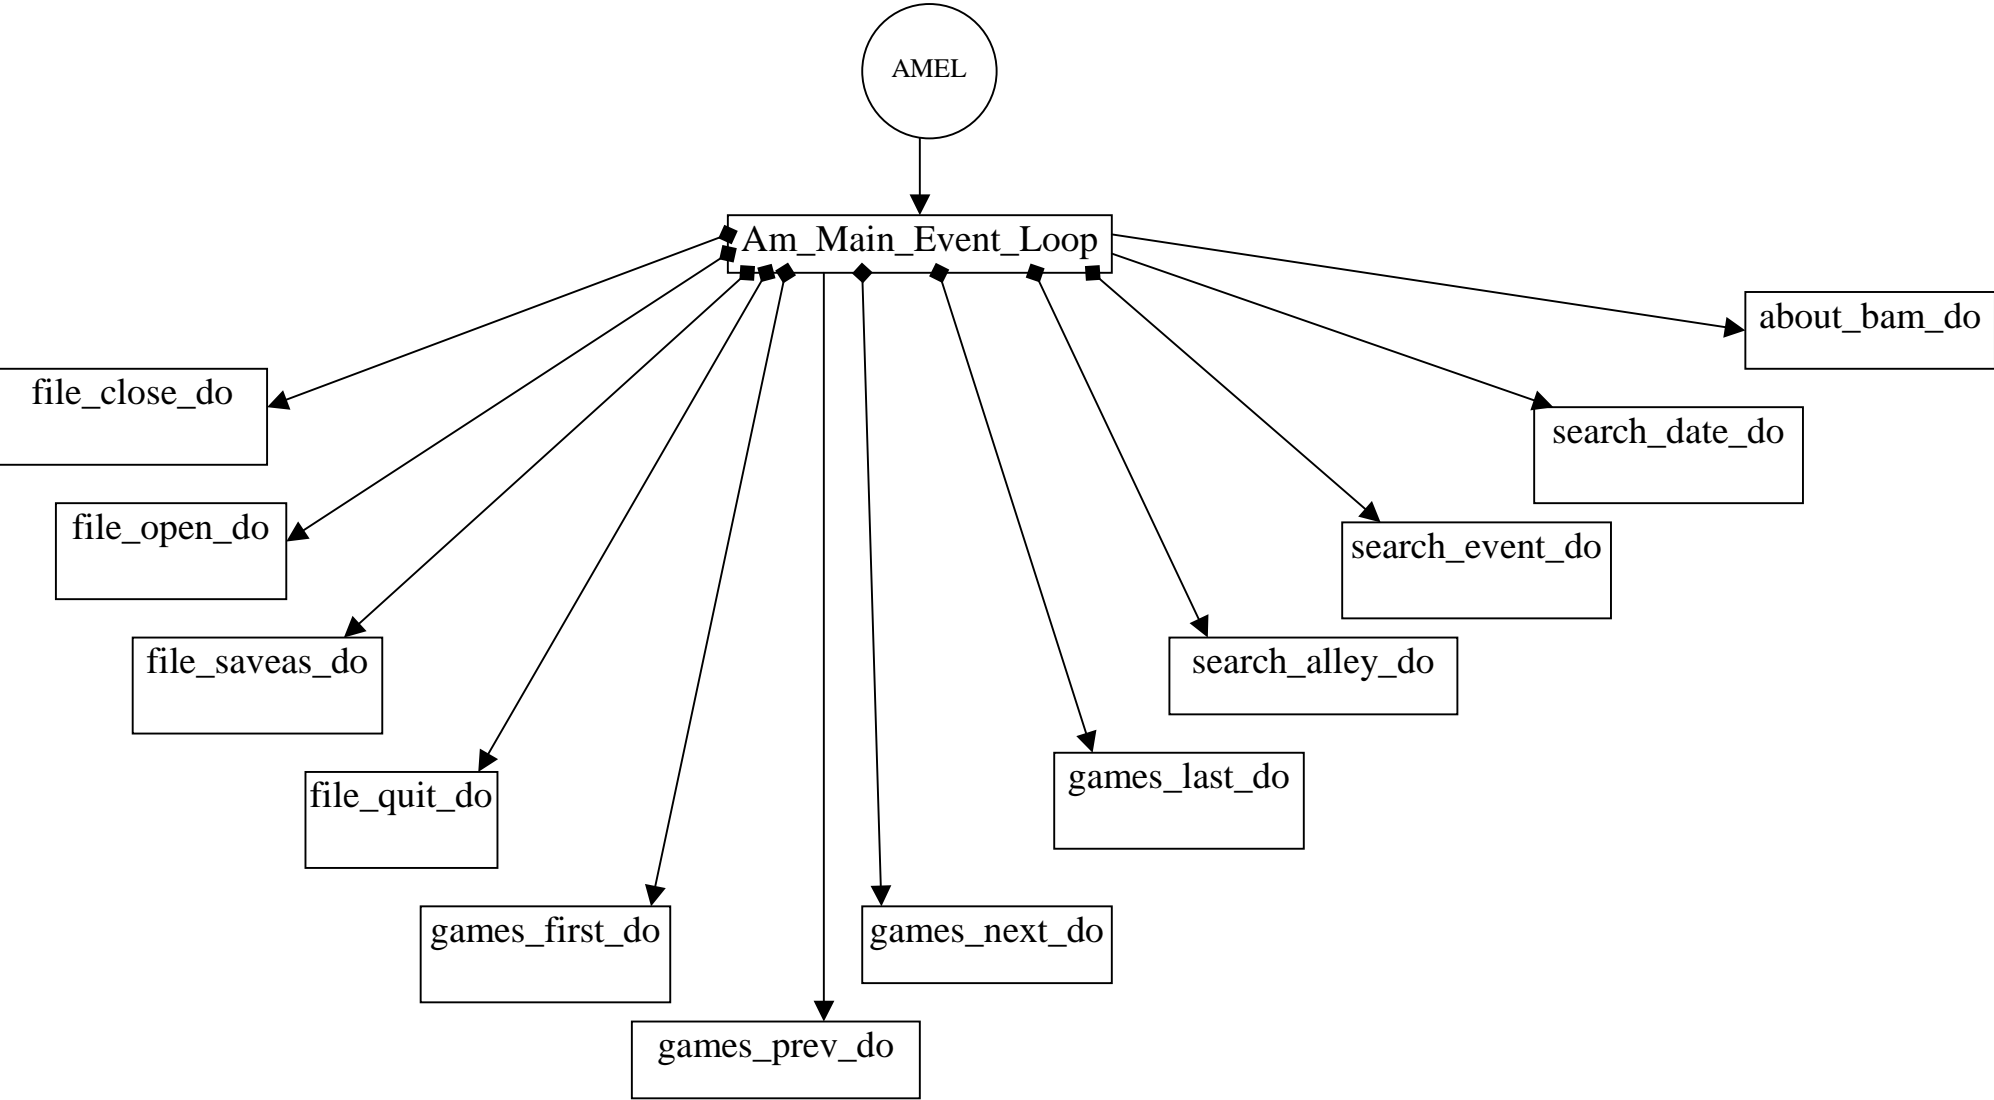 AMEL
Am_Main_Event_Loop
about_bam_do
file_close_do
search_date_do
file_open_do
search_event_do
file_saveas_do
search_alley_do
file_quit_do
games_last_do
games_first_do
games_next_do
games_prev_do